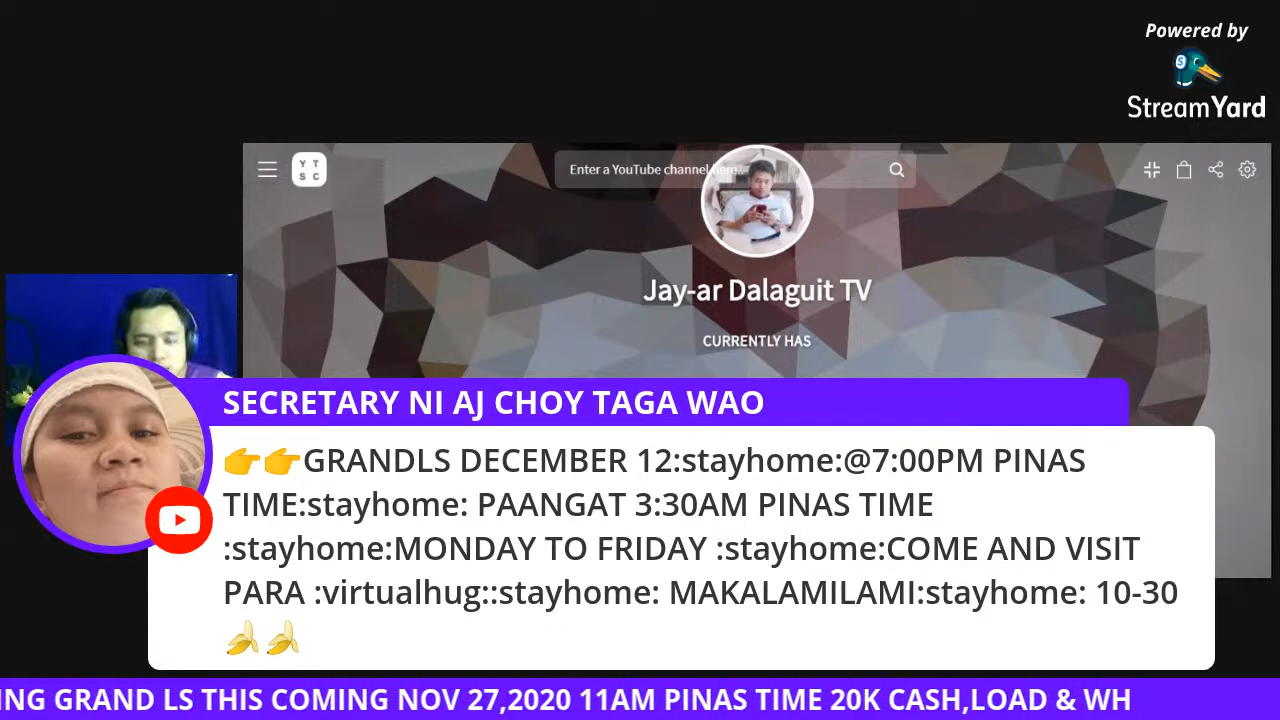 Powered by
StreamYard
Y T
S C
Enter a YouTube channel here...
Jay-ar Dalaguit TV
CURRENTLY HAS
SECRETARY NI AJ CHOY TAGA WAO
👉👉GRANDLS DECEMBER 12:stayhome:@7:00PM PINAS
TIME:stayhome: PAANGAT 3:30AM PINAS TIME
:stayhome:MONDAY TO FRIDAY :stayhome:COME AND VISIT
PARA :virtualhug::stayhome: MAKALAMILAMI:stayhome: 10-30
🍌🍌
ING GRAND LS THIS COMING NOV 27,2020 11AM PINAS TIME 20K CASH,LOAD & WH